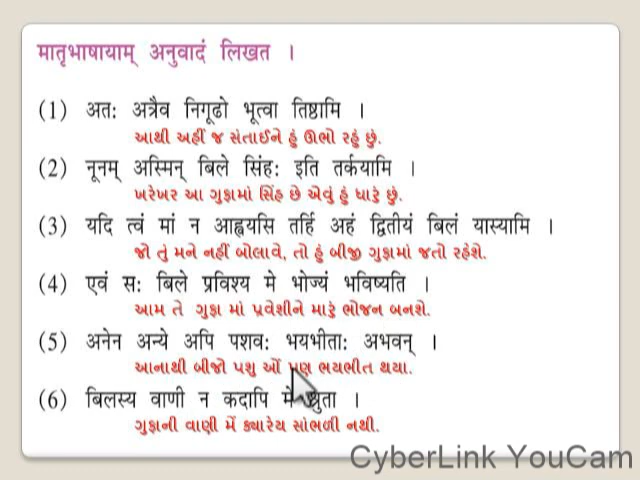 मातृभाषायाम् अनुवादं लिखत ।
(1) अतः अत्रैव निगूढो भूत्वा तिष्ठामि ।
આથી અહીં જ સંતાઈને હું ઊભો રહું છું.
(2) नूनम् अस्मिन् बिले सिंहः इति तर्कयामि ।
ખરેખર આ ગુફામાં સિંહ છે એવું હું ધારું છું.
(3) यदि त्वं मां न आह्वयसि तर्हि अहं द्वितीयं बिलं यास्यामि ।
જો તું મને નહીં બોલાવે, તો હું બીજી ગુફામાં જતો રહેશે.
(4) एवं सः बिले प्रविश्य मे भोज्यं भविष्यति ।
આમ તે ગુફા માં પ્રવેશીને મારું ભોજન બનશે.
(5) अनेन अन्ये अपि पशवः भयभीताः अभवन् ।
આનાથી બીજો પશુ ઓં પણ ભયભીત થયા.
(6) बिलस्य वाणी न कदापि मे श्रुता ।
ગુફાની વાણી મેં ક્યારેય સાંભળી નથી.
CyberLink YouCam